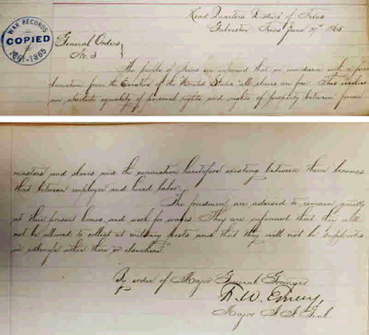 WAR RECORDS
COPIED
1861-1865
Head Quarters District of Texas
Galveston Texas June 19th 1865
General Orders
No. 3
The people of Texas are informed that in accordance with a Procla-
mation from the Executive of the United States "all slaves are free." This involves
an absolute equality of personal rights and rights of property between former
masters and slaves and the connection heretofore existing between them becomes
that between employer and hired labor.
The freedmen are advised to remain quietly
at their present homes and work for wages. They are informed that they will
not be allowed to collect at military posts and that they will not be supported
in idleness either there or elsewhere.
By order of Major General Granger
F.W. Emery,
Major A.A. Genl.